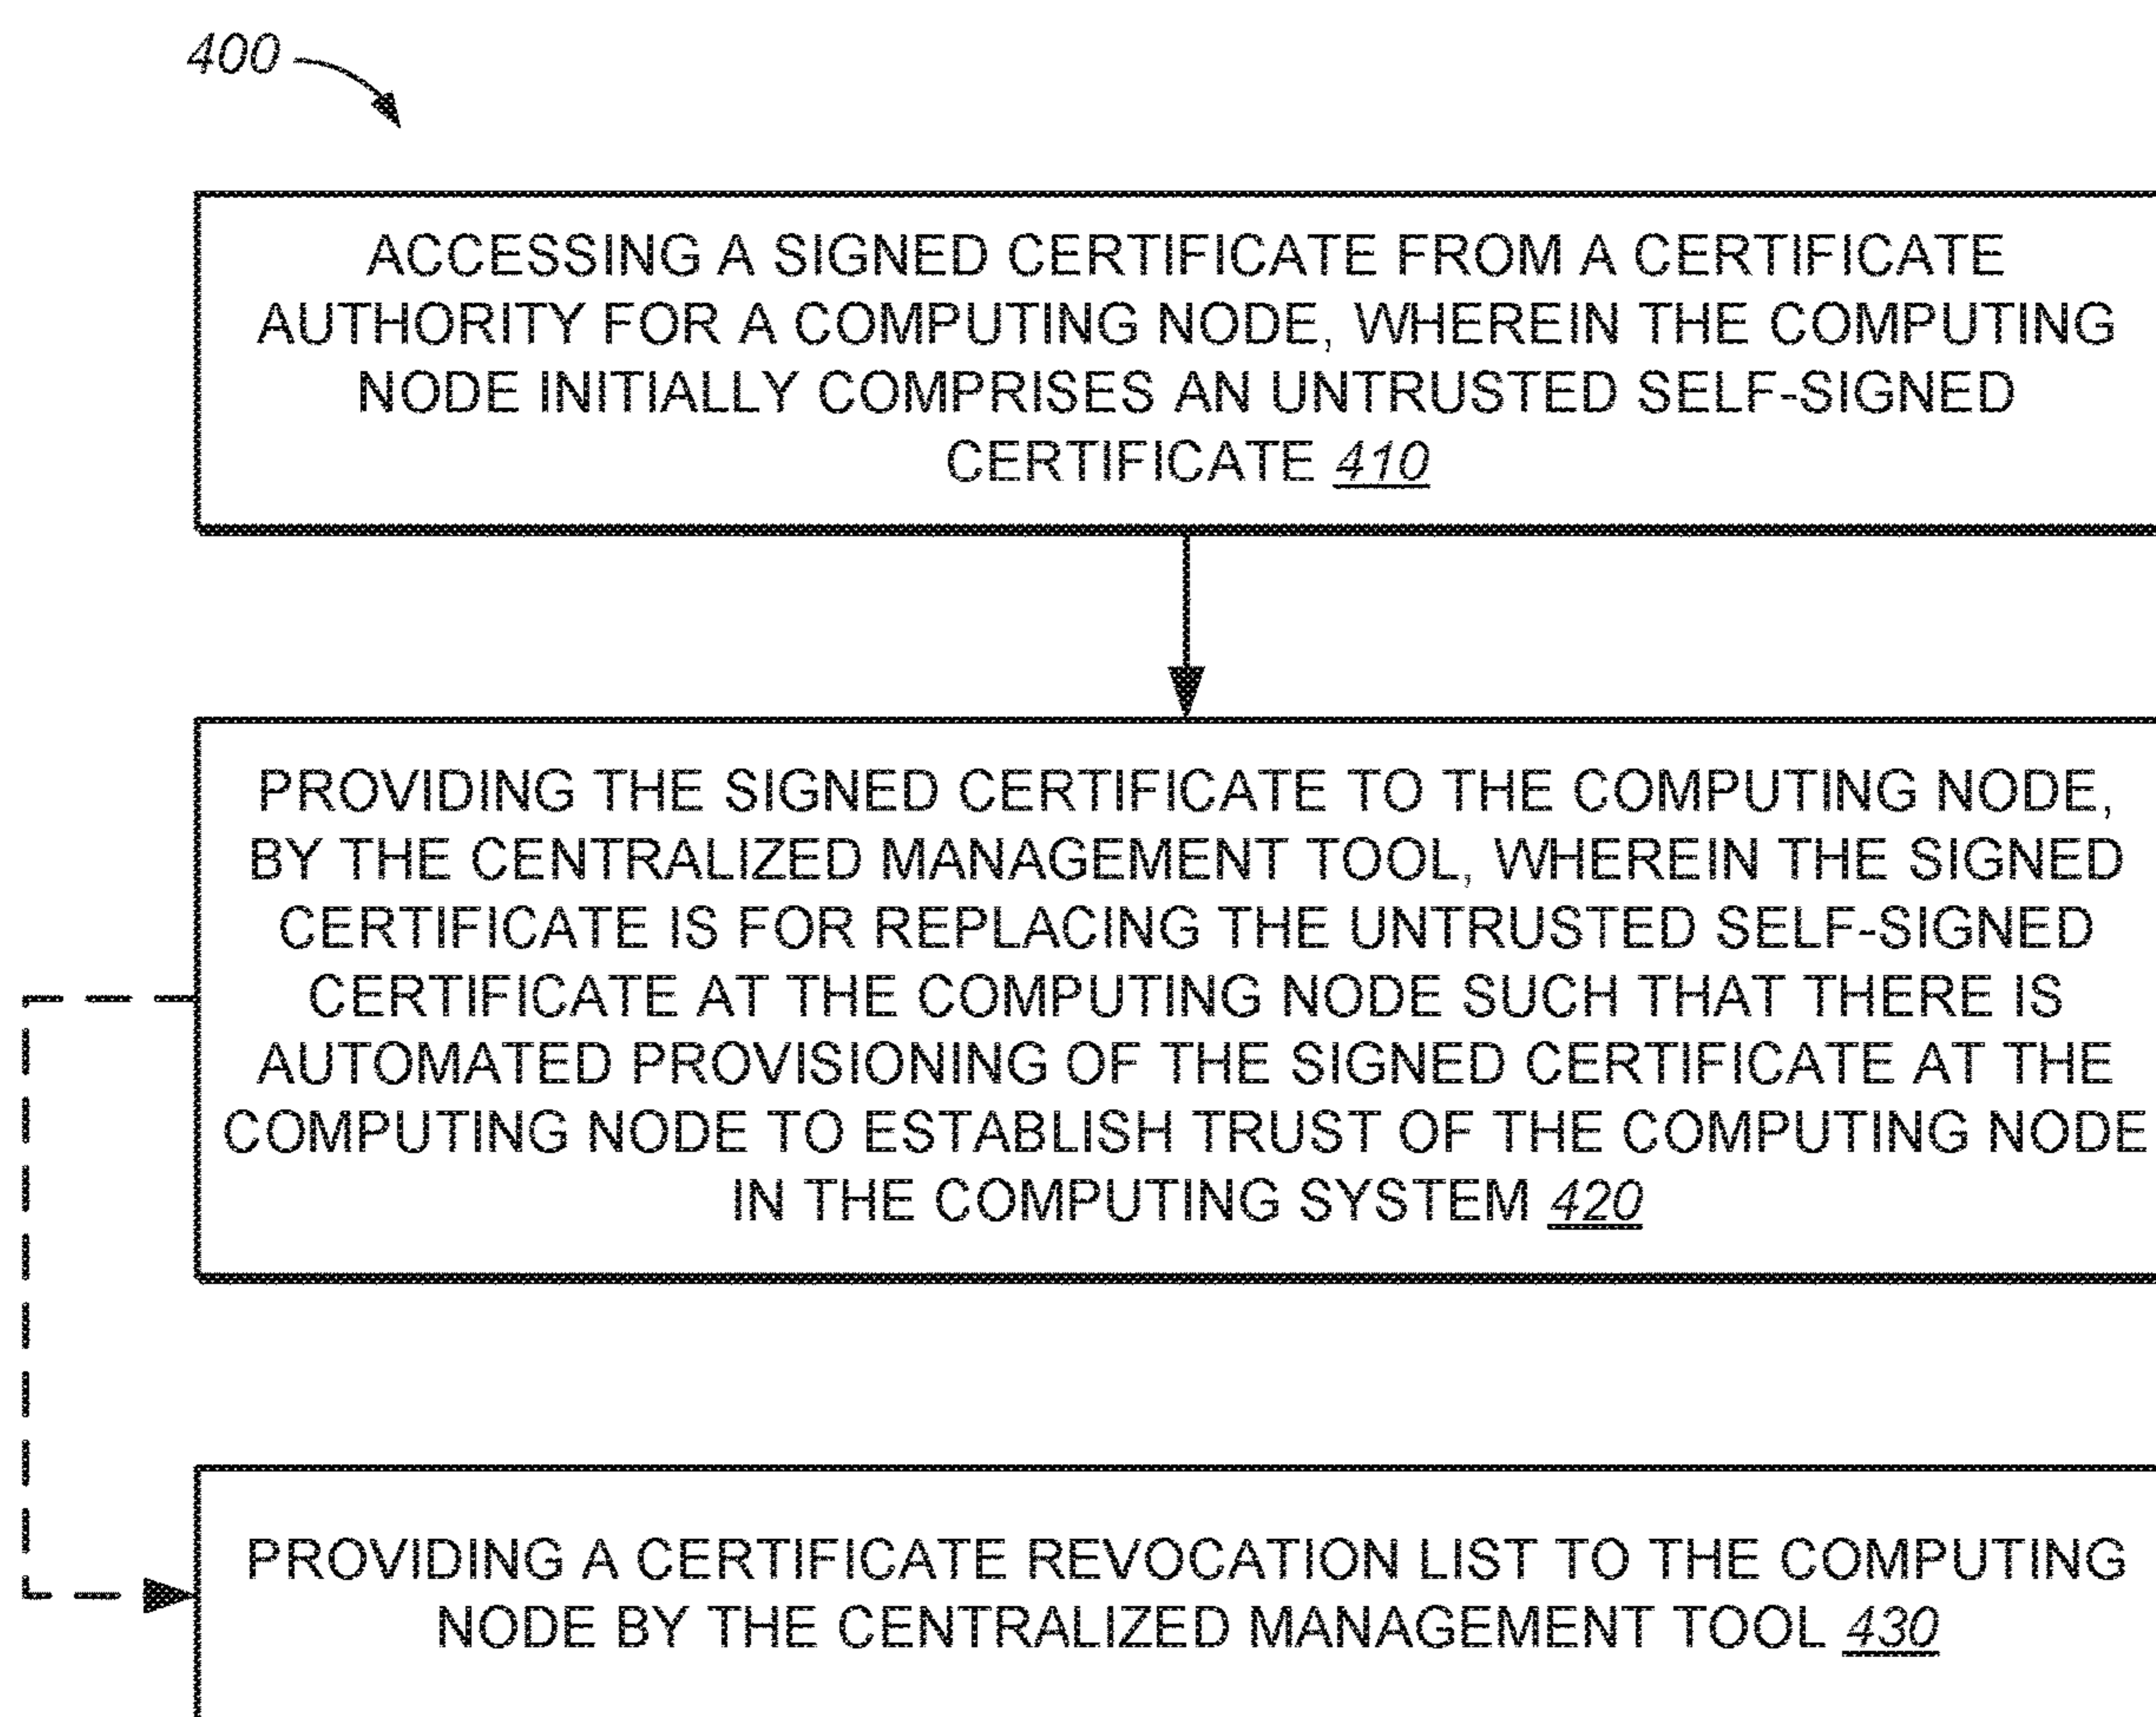 400
ACCESSING A SIGNED CERTIFICATE FROM A CERTIFICATE
AUTHORITY FOR A COMPUTING NODE, WHEREIN THE COMPUTING
NODE INITIALLY COMPRISES AN UNTRUSTED SELF-SIGNED
CERTIFICATE 410
PROVIDING THE SIGNED CERTIFICATE TO THE COMPUTING NODE,
BY THE CENTRALIZED MANAGEMENT TOOL, WHEREIN THE SIGNED
CERTIFICATE IS FOR REPLACING THE UNTRUSTED SELF-SIGNED
CERTIFICATE AT THE COMPUTING NODE SUCH THAT THERE IS
AUTOMATED PROVISIONING OF THE SIGNED CERTIFICATE AT THE
COMPUTING NODE TO ESTABLISH TRUST OF THE COMPUTING NODE
IN THE COMPUTING SYSTEM 420
PROVIDING A CERTIFICATE REVOCATION LIST TO THE COMPUTING
NODE BY THE CENTRALIZED MANAGEMENT TOOL 430